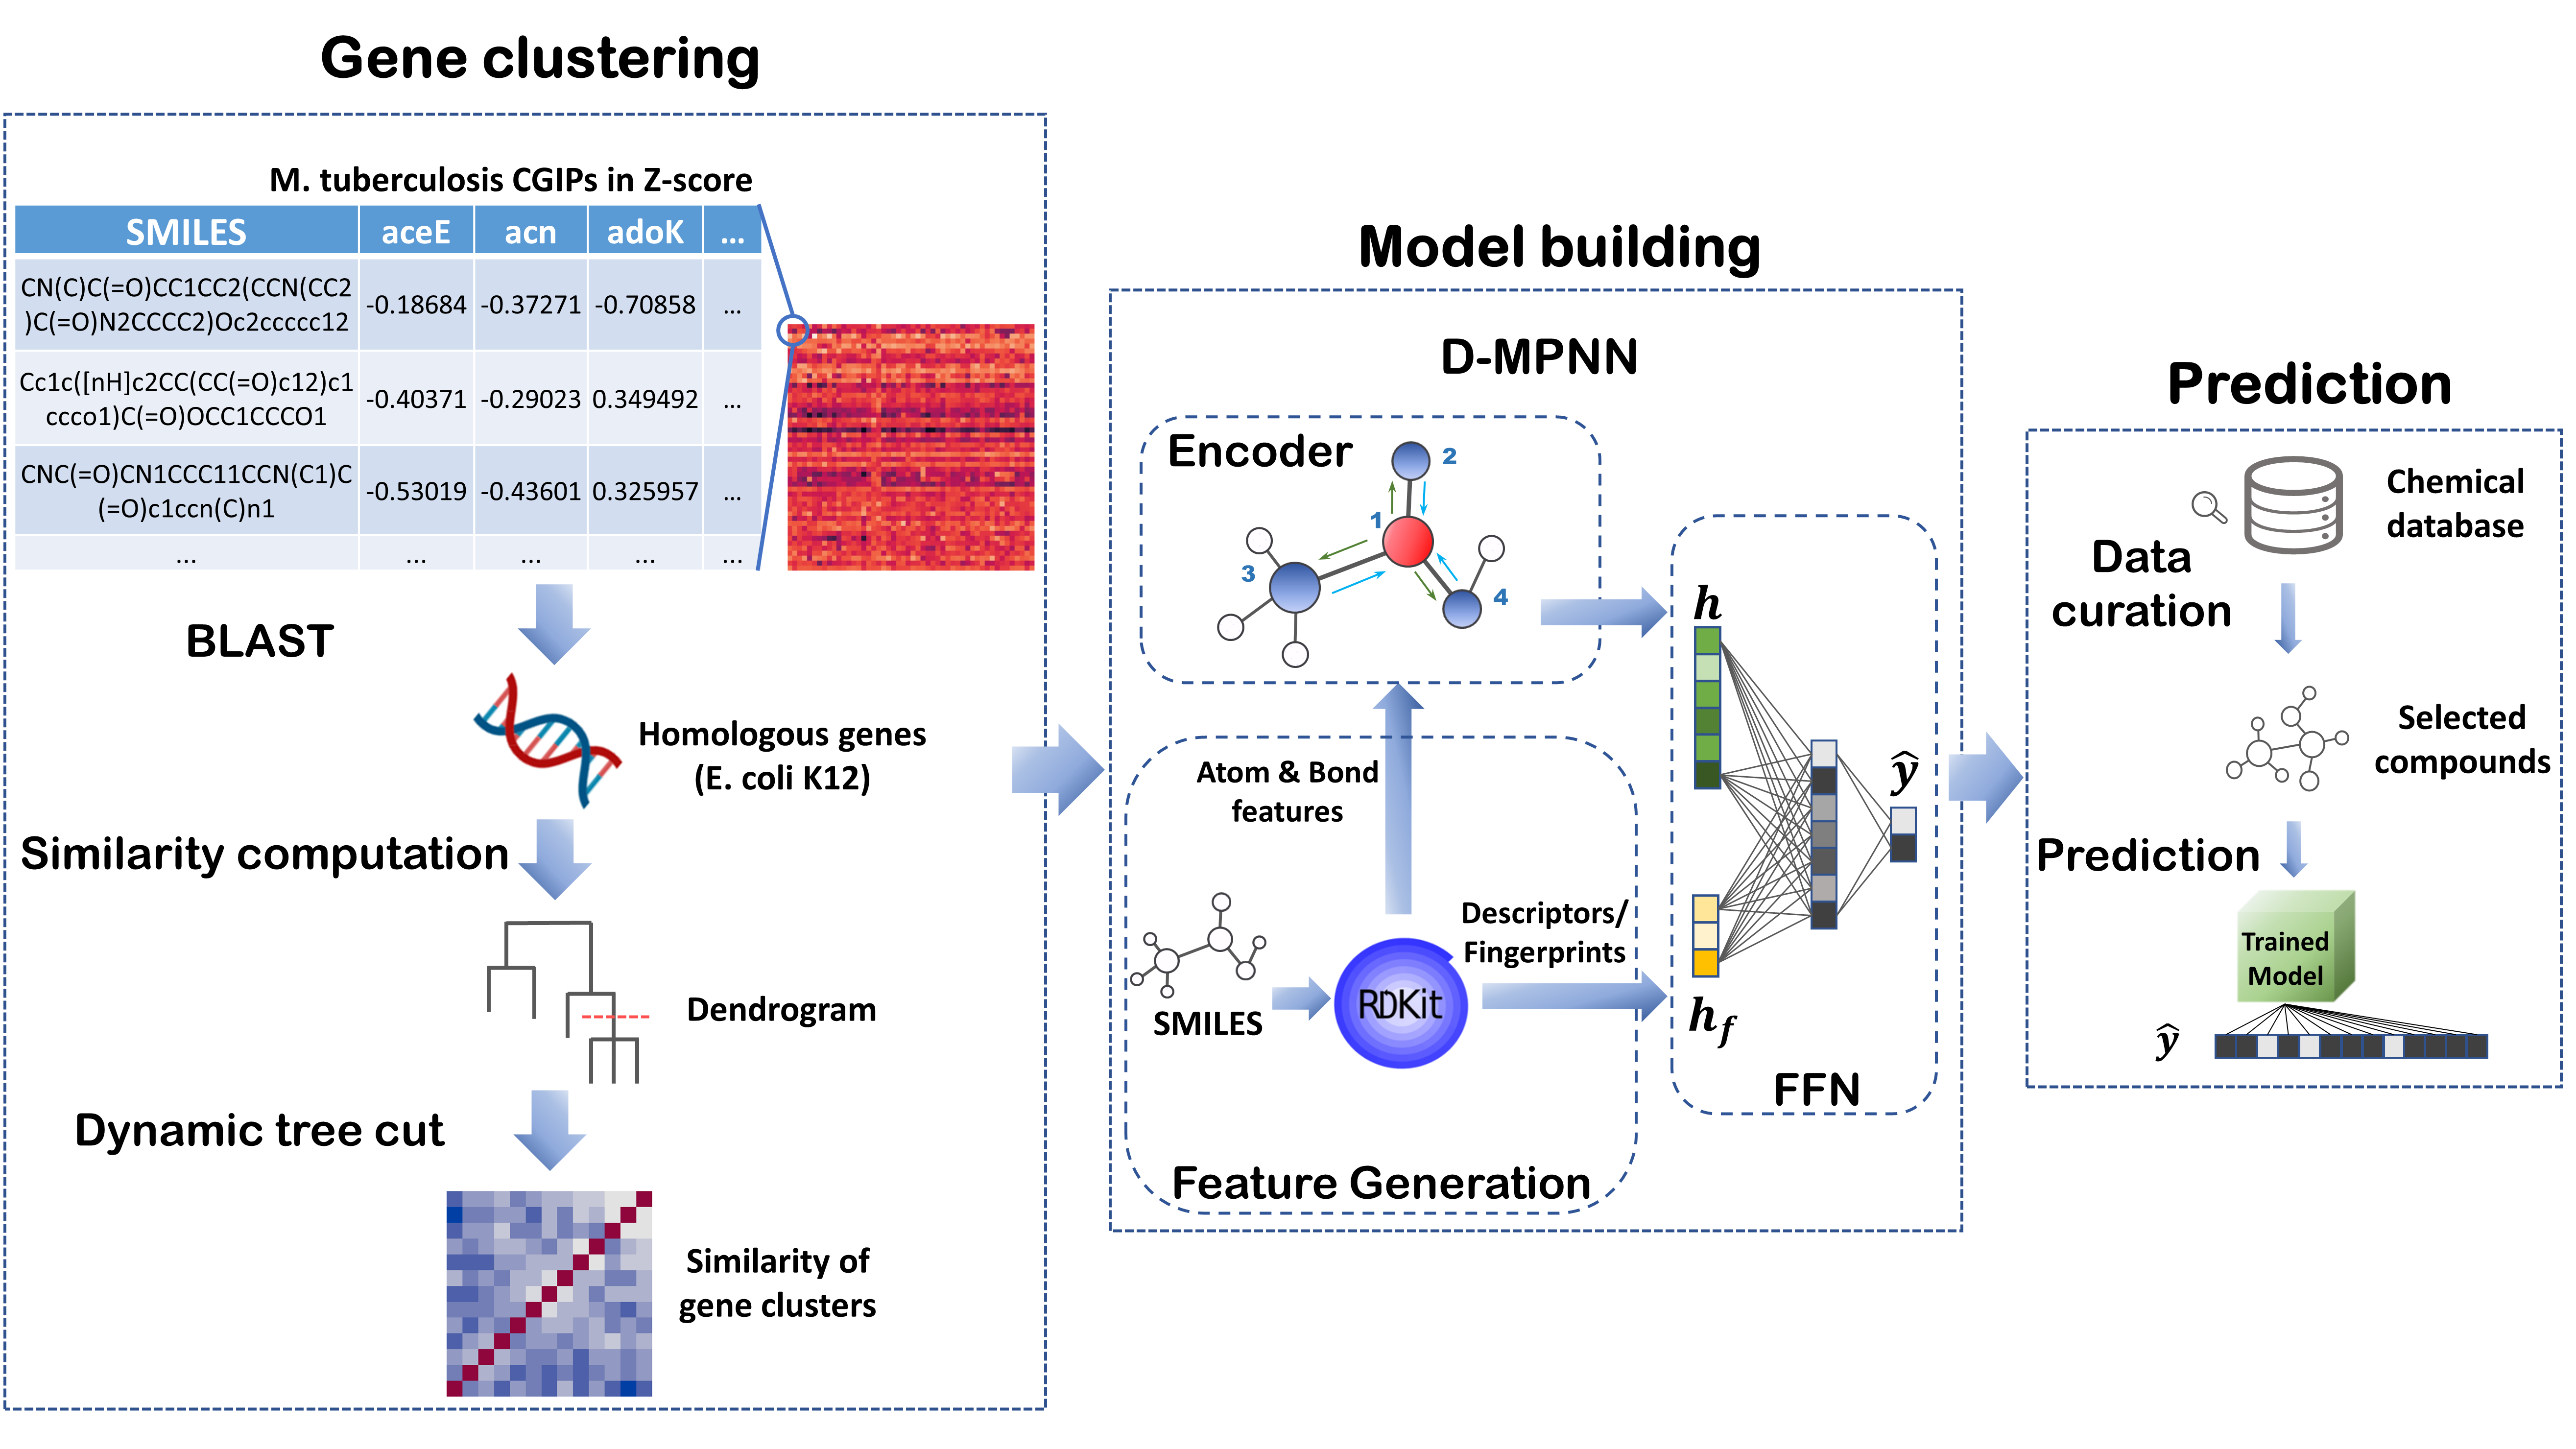 Gene clustering
M. tuberculosis CGIPs in Z-score
SMILES aceE acn adoK ...
CN(C)C(=O)CC1CC2(CCN(CC2
)C(=O)N2CCCC2)Oc2ccccc12
-0.18684 -0.37271 -0.70858 ...
Cc1c([nH]c2CC(CC(=O)c12)c1
ccco1)C(=O)OCC1CCCO1
-0.40371 -0.29023 0.349492 ...
CNC(=O)CN1CCC11CCN(C1)C
(=O)c1ccn(C)n1
-0.53019 -0.43601 0.325957 ...
... ... ... ... ...
BLAST
Homologous genes
(E. coli K12)
Similarity computation
Dendrogram
Dynamic tree cut
Similarity of
gene clusters
Model building
D-MPNN
Encoder
2
1
3
4
Atom & Bond
features
SMILES
RDKit
Descriptors/
Fingerprints
Feature Generation
h
h_f
ŷ
FFN
Prediction
Chemical
database
Data
curation
Selected
compounds
Prediction
Trained
Model
ŷ